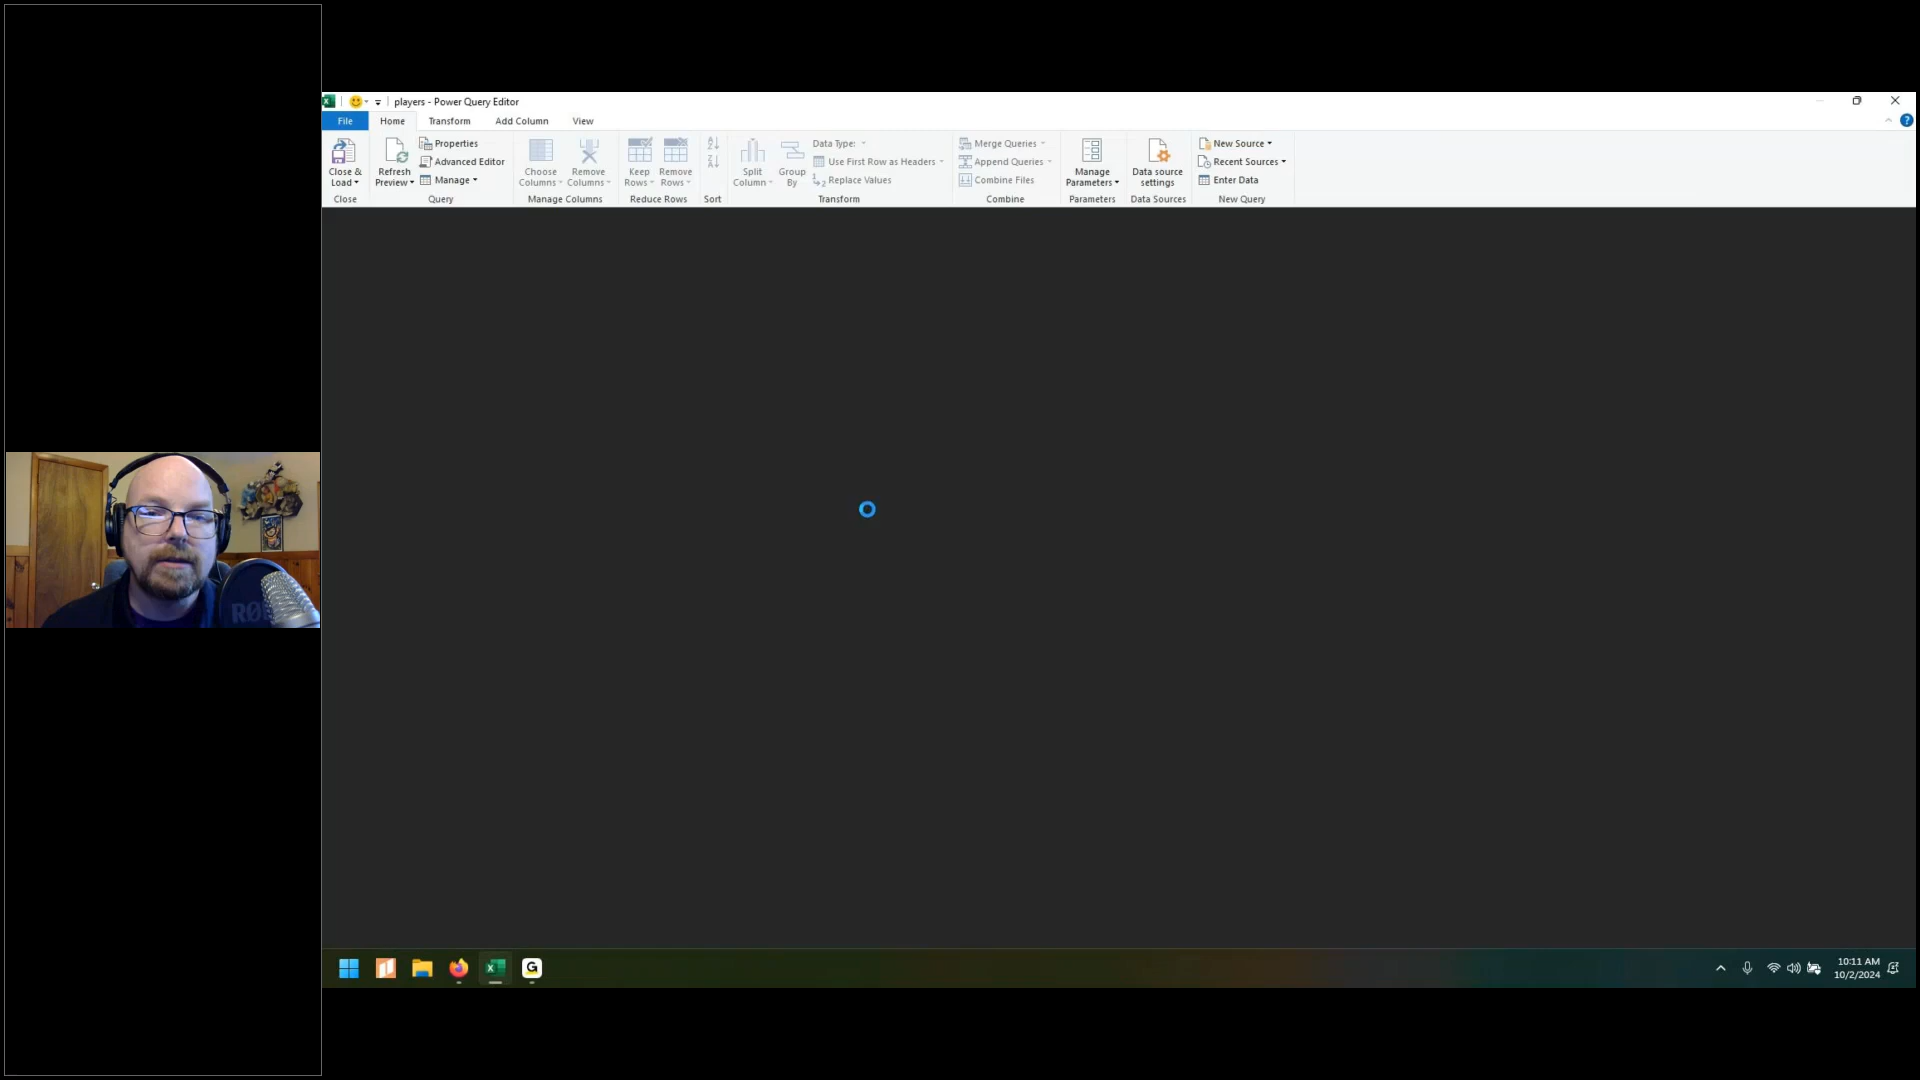 players - Power Query Editor
File Home Transform Add Column View
Close & Load
Refresh Preview
Properties
Advanced Editor
Manage
Choose Columns
Remove Columns
Keep Rows
Remove Rows
Split Column
Group By
Data Type:
Use First Row as Headers
Replace Values
Merge Queries
Append Queries
Combine Files
Manage Parameters
Data source settings
New Source
Recent Sources
Enter Data
Close Query Manage Columns Reduce Rows Sort Transform Combine Parameters Data Sources New Query
10:11 AM
10/2/2024